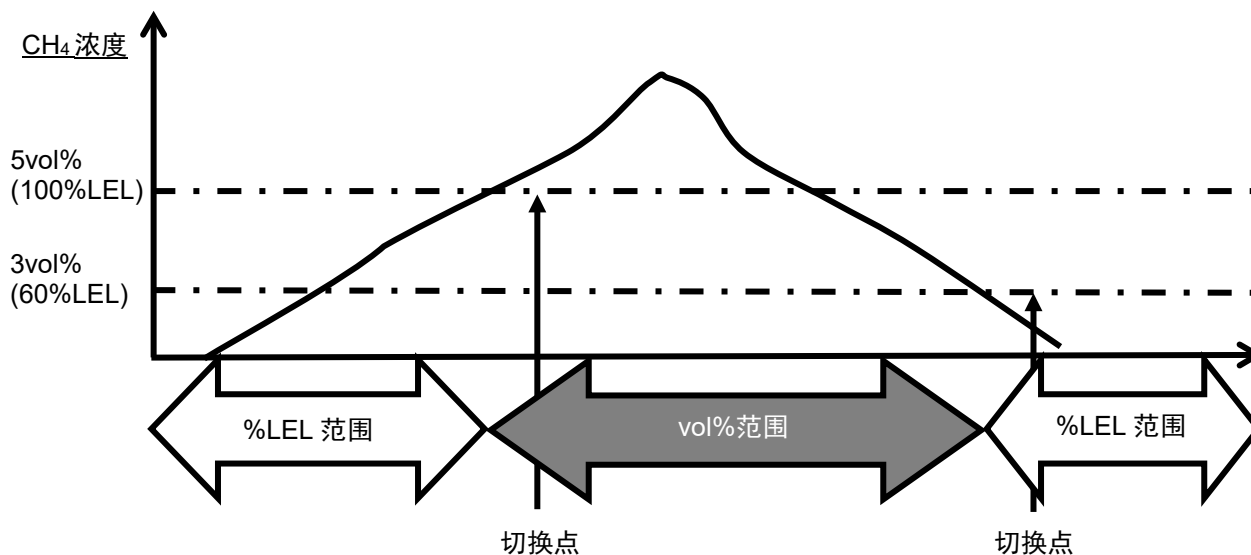 CH₄ 浓度
5vol%
(100%LEL)
3vol%
(60%LEL)
%LEL 范围
vol%范围
%LEL 范围
切换点
切换点